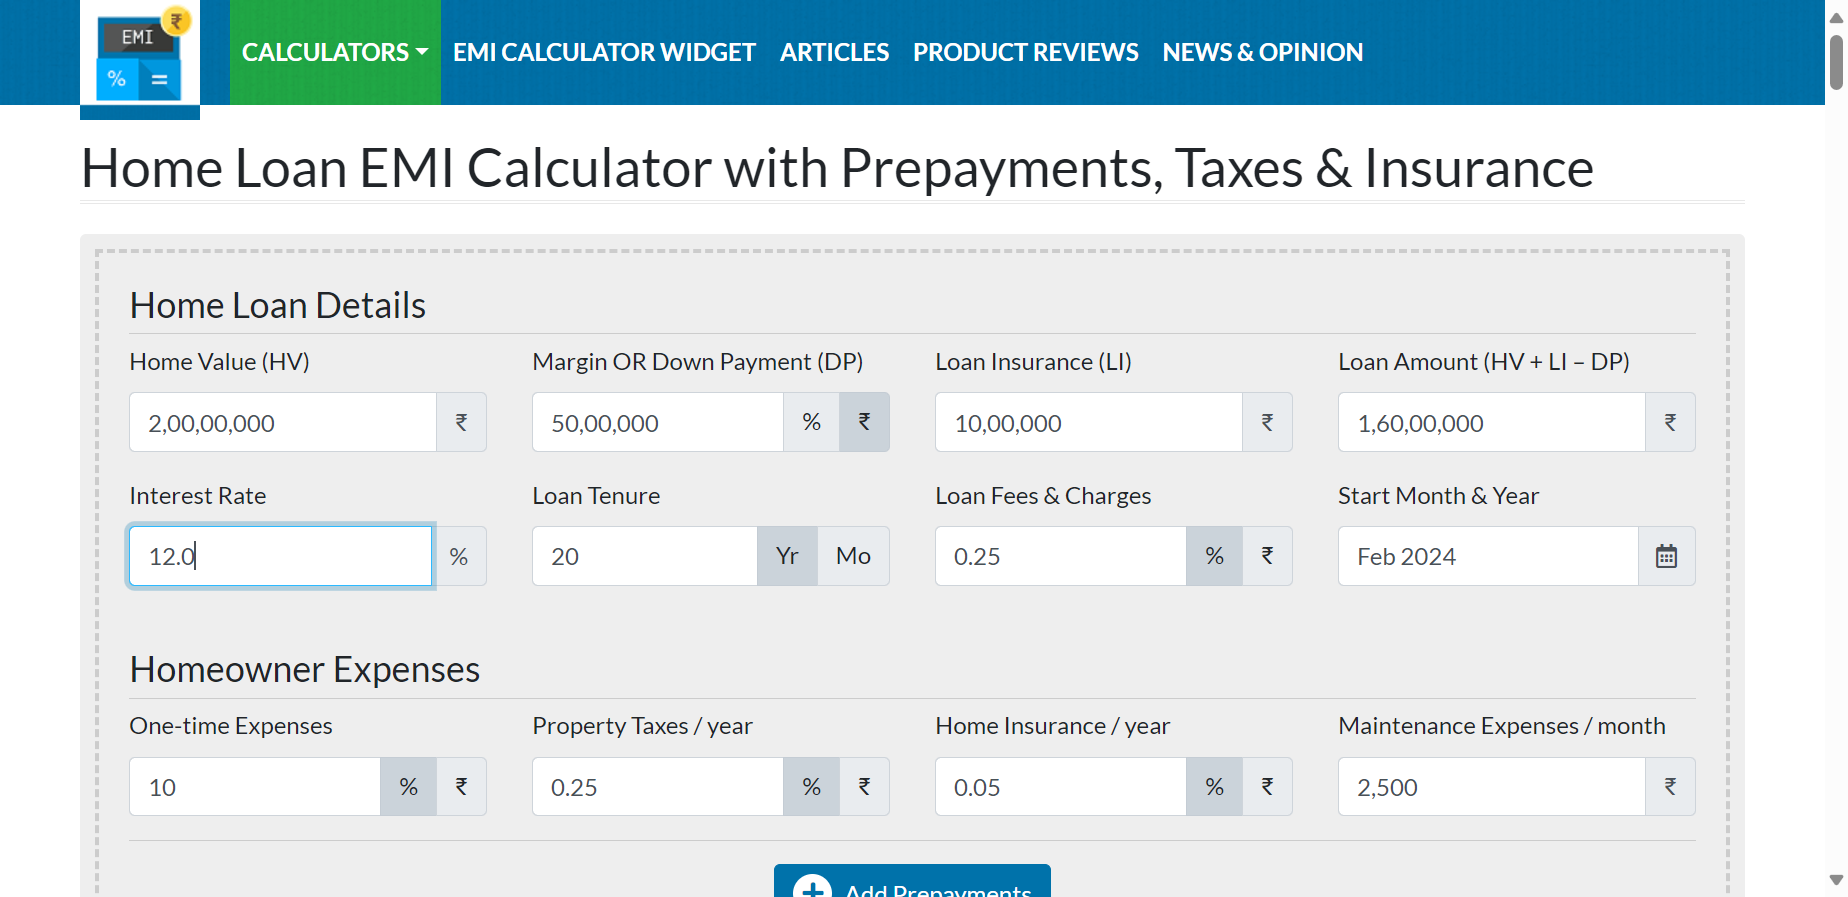 EMI
₹
%
=
CALCULATORS
EMI CALCULATOR WIDGET
ARTICLES
PRODUCT REVIEWS
NEWS & OPINION
Home Loan EMI Calculator with Prepayments, Taxes & Insurance
Home Loan Details
Home Value (HV)
Margin OR Down Payment (DP)
Loan Insurance (LI)
Loan Amount (HV + LI – DP)
2,00,00,000 ₹
50,00,000 % ₹
10,00,000 ₹
1,60,00,000 ₹
Interest Rate
Loan Tenure
Loan Fees & Charges
Start Month & Year
12.0 %
20 Yr Mo
0.25 % ₹
Feb 2024
Homeowner Expenses
One-time Expenses
Property Taxes / year
Home Insurance / year
Maintenance Expenses / month
10 % ₹
0.25 % ₹
0.05 % ₹
2,500 ₹
Add Prepayments